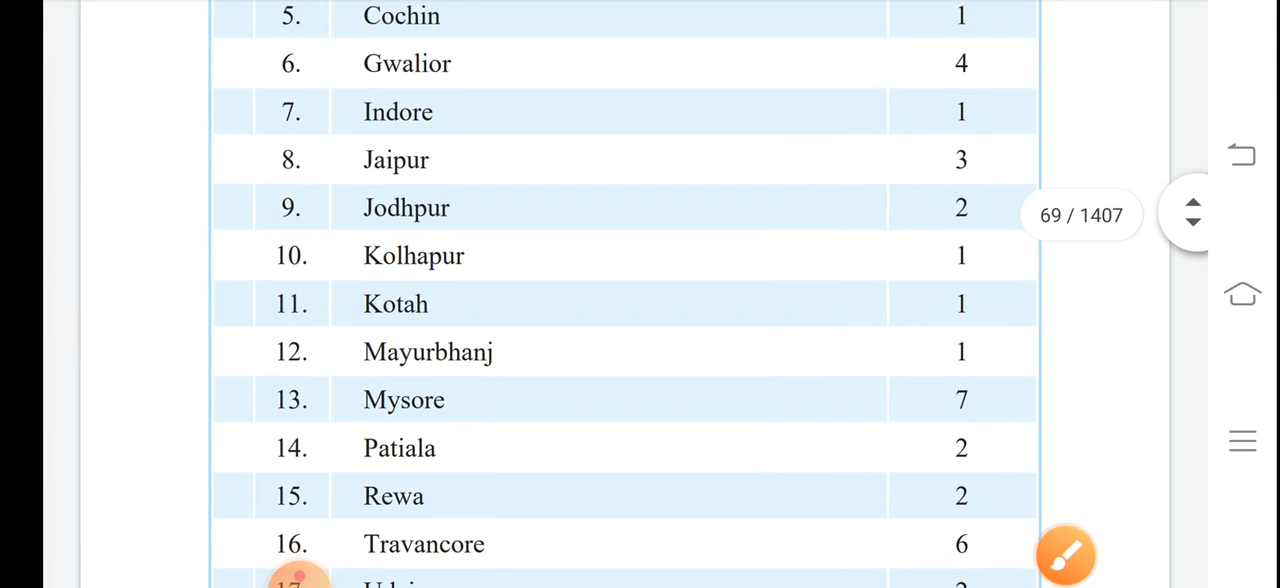 5. Cochin 1
6. Gwalior 4
7. Indore 1
8. Jaipur 3
9. Jodhpur 2
69 / 1407
10. Kolhapur 1
11. Kotah 1
12. Mayurbhanj 1
13. Mysore 7
14. Patiala 2
15. Rewa 2
16. Travancore 6
17.